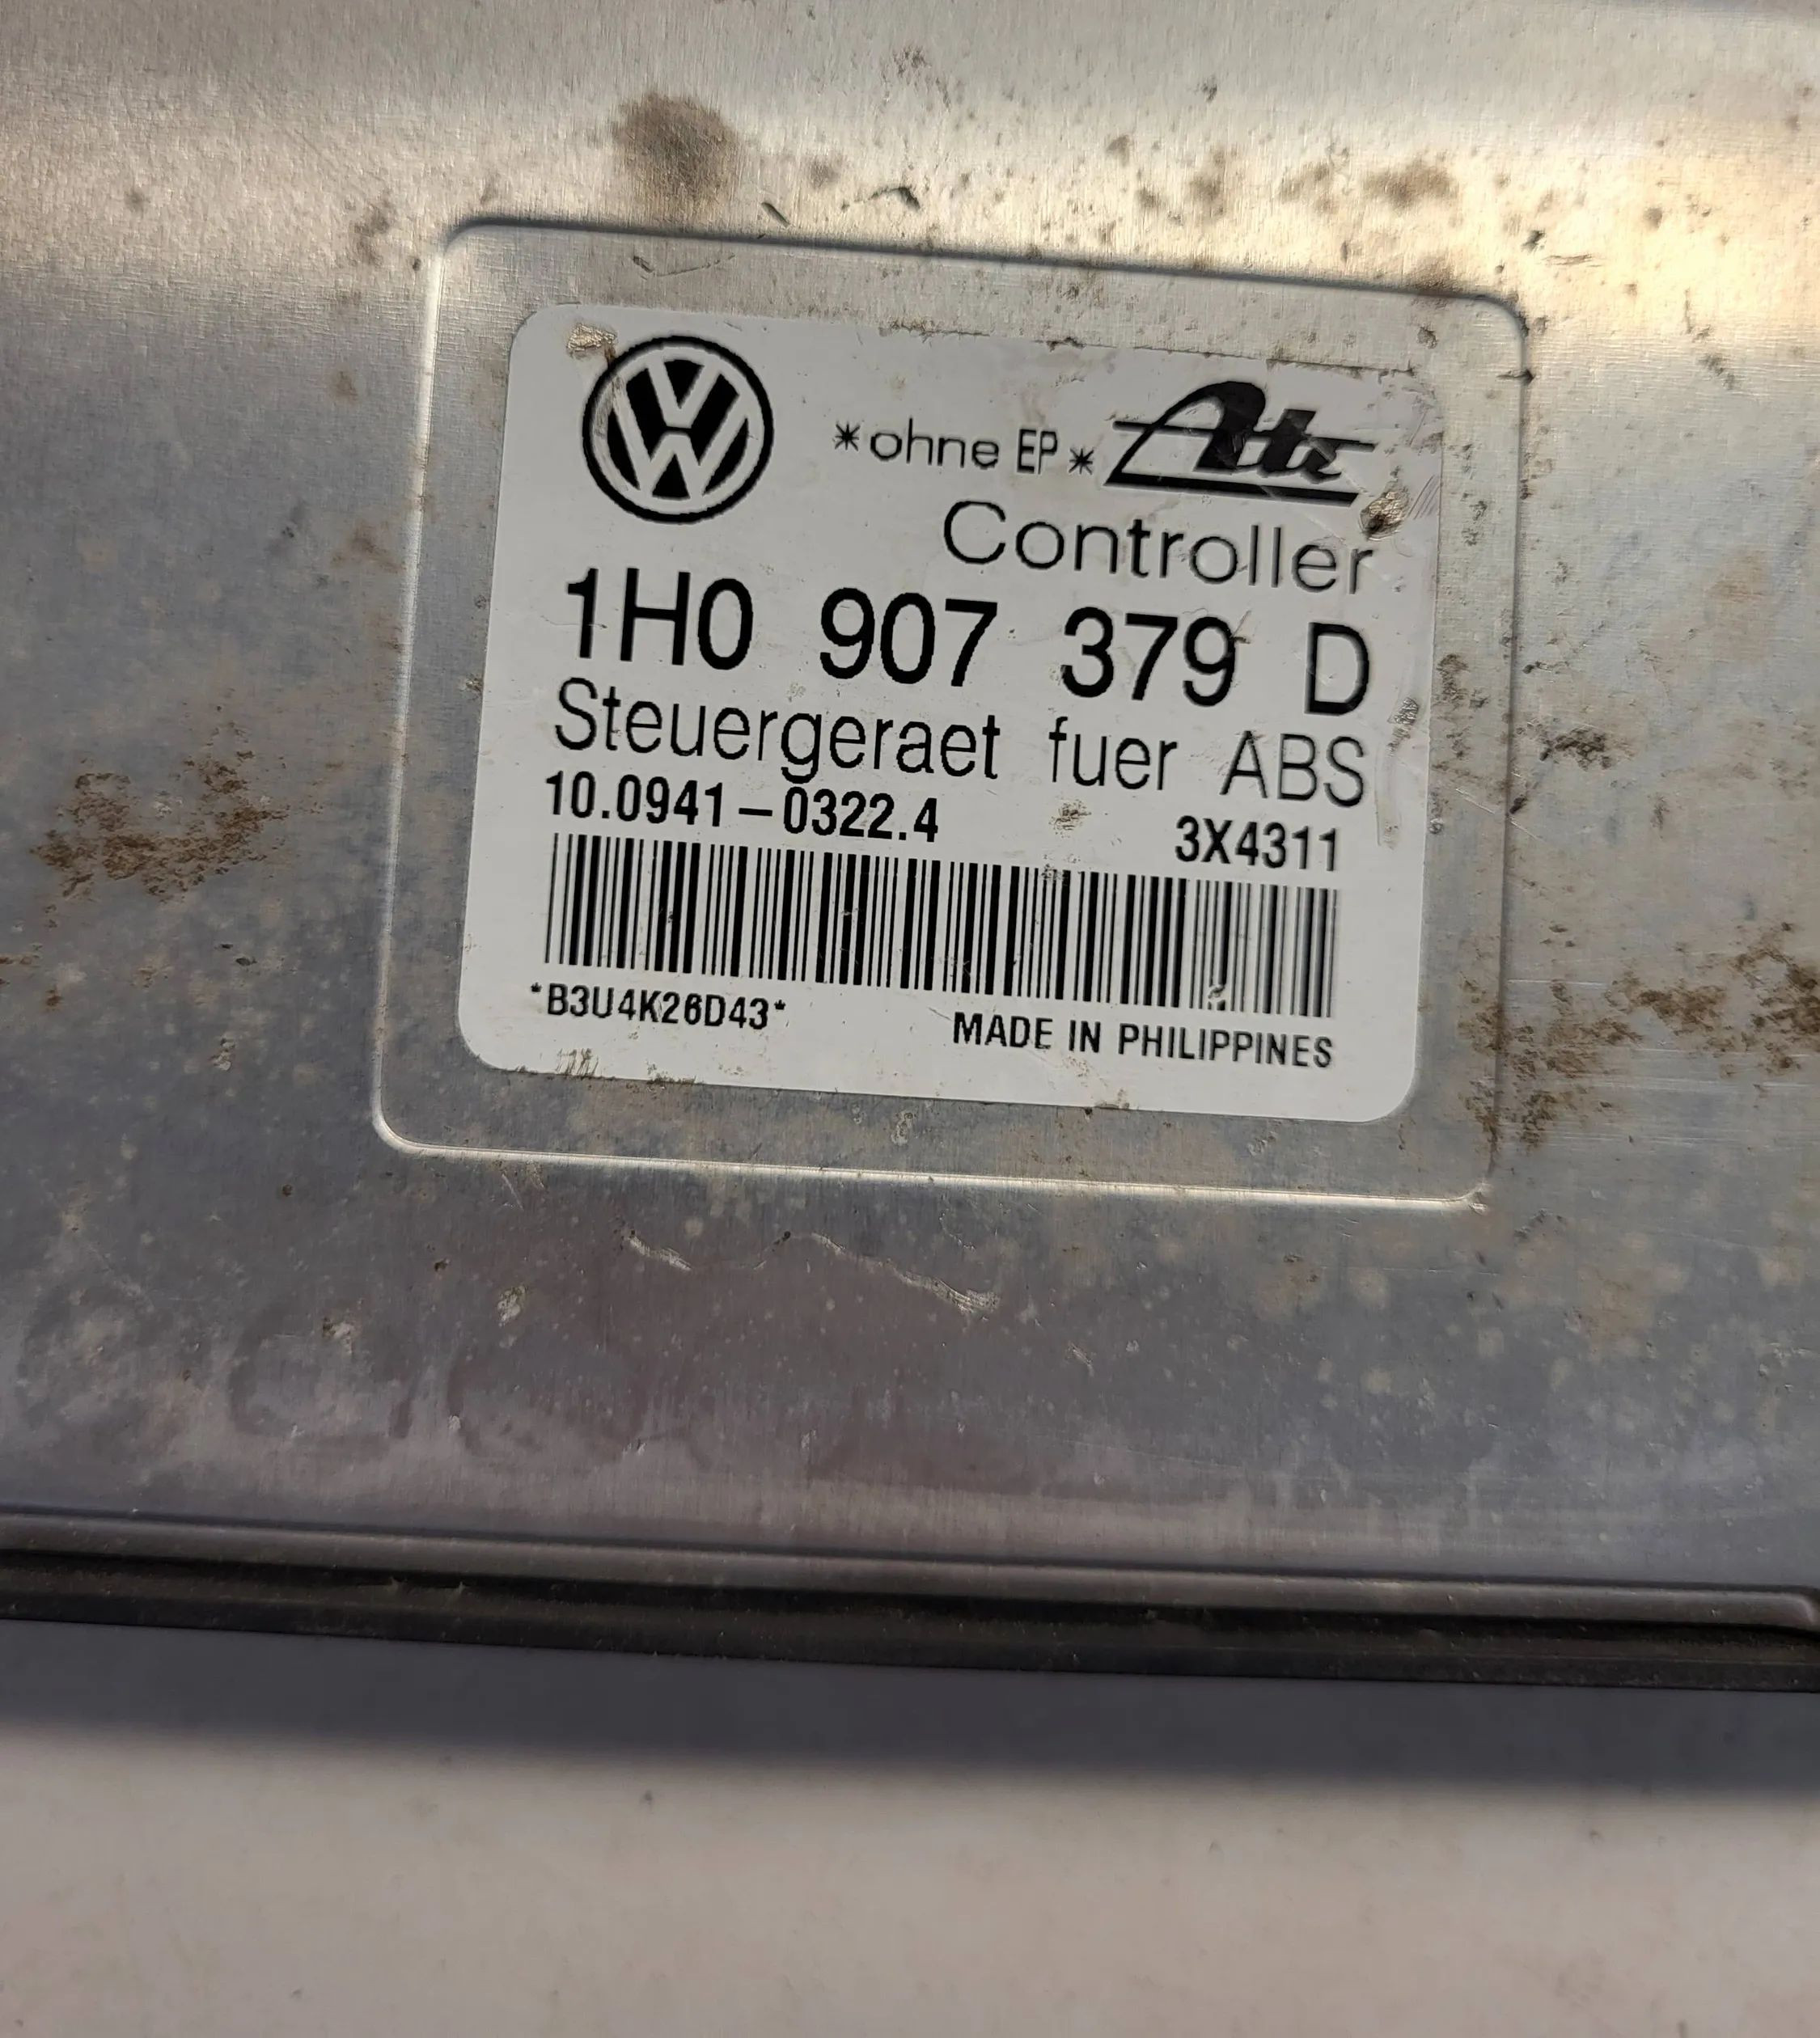 *ohne EP* Ate
Controller
1H0 907 379 D
Steuergeraet fuer ABS
10.0941-0322.4 3X4311
*B3U4K26D43* MADE IN PHILIPPINES